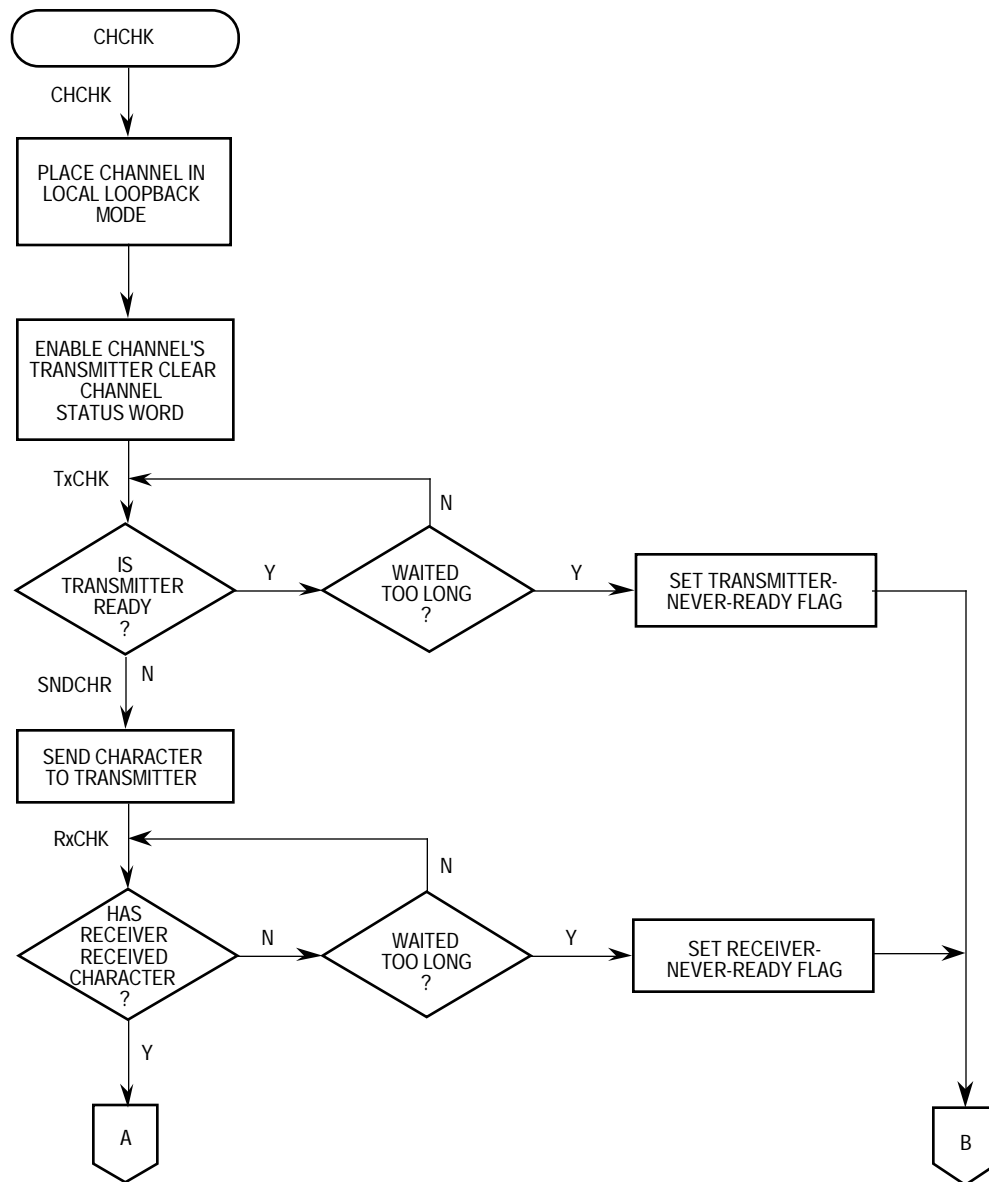 CHCHK
CHCHK
PLACE CHANNEL IN
LOCAL LOOPBACK
MODE
ENABLE CHANNEL'S
TRANSMITTER CLEAR
CHANNEL
STATUS WORD
TxCHK
N
IS
TRANSMITTER
READY
?
Y
WAITED
TOO LONG
?
Y
SET TRANSMITTER-
NEVER-READY FLAG
SNDCHR
N
SEND CHARACTER
TO TRANSMITTER
RxCHK
N
HAS
RECEIVER
RECEIVED
CHARACTER
?
N
WAITED
TOO LONG
?
Y
SET RECEIVER-
NEVER-READY FLAG
Y
A
B